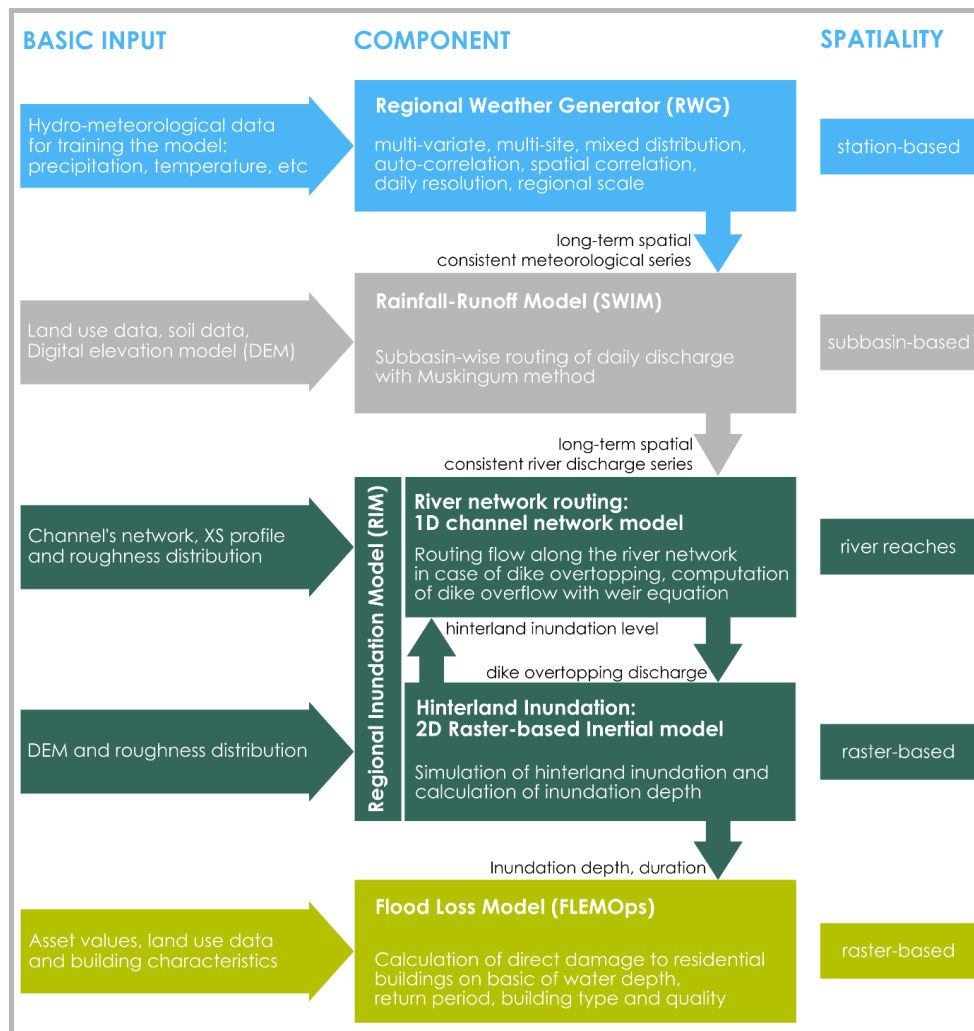 BASIC INPUT
COMPONENT
SPATIALITY
Hydro-meteorological data
for training the model:
precipitation, temperature, etc
Regional Weather Generator (RWG)
multi-variate, multi-site, mixed distribution,
auto-correlation, spatial correlation,
daily resolution, regional scale
station-based
long-term spatial
consistent meteorological series
Land use data, soil data,
Digital elevation model (DEM)
Rainfall-Runoff Model (SWIM)
Subbasin-wise routing of daily discharge
with Muskingum method
subbasin-based
long-term spatial
consistent river discharge series
Regional Inundation Model (RIM)
Channel's network, XS profile
and roughness distribution
River network routing:
1D channel network model
Routing flow along the river network
in case of dike overtopping, computation
of dike overflow with weir equation
river reaches
hinterland inundation level
dike overtopping discharge
DEM and roughness distribution
Hinterland Inundation:
2D Raster-based Inertial model
Simulation of hinterland inundation and
calculation of inundation depth
raster-based
Inundation depth, duration
Asset values, land use data
and building characteristics
Flood Loss Model (FLEMOps)
Calculation of direct damage to residential
buildings on basic of water depth,
return period, building type and quality
raster-based